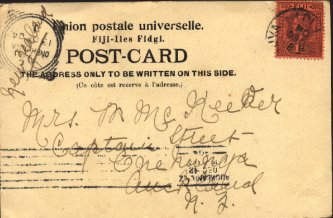 Union postale universelle.
Fiji-Iles Fidgi.
POST-CARD
THE ADDRESS ONLY TO BE WRITTEN ON THIS SIDE.
(Ce côté est reservé à l'adresse.)
Mrs. M. McKeeber
Captain Street
Onehunga
Auckland
N. Z.